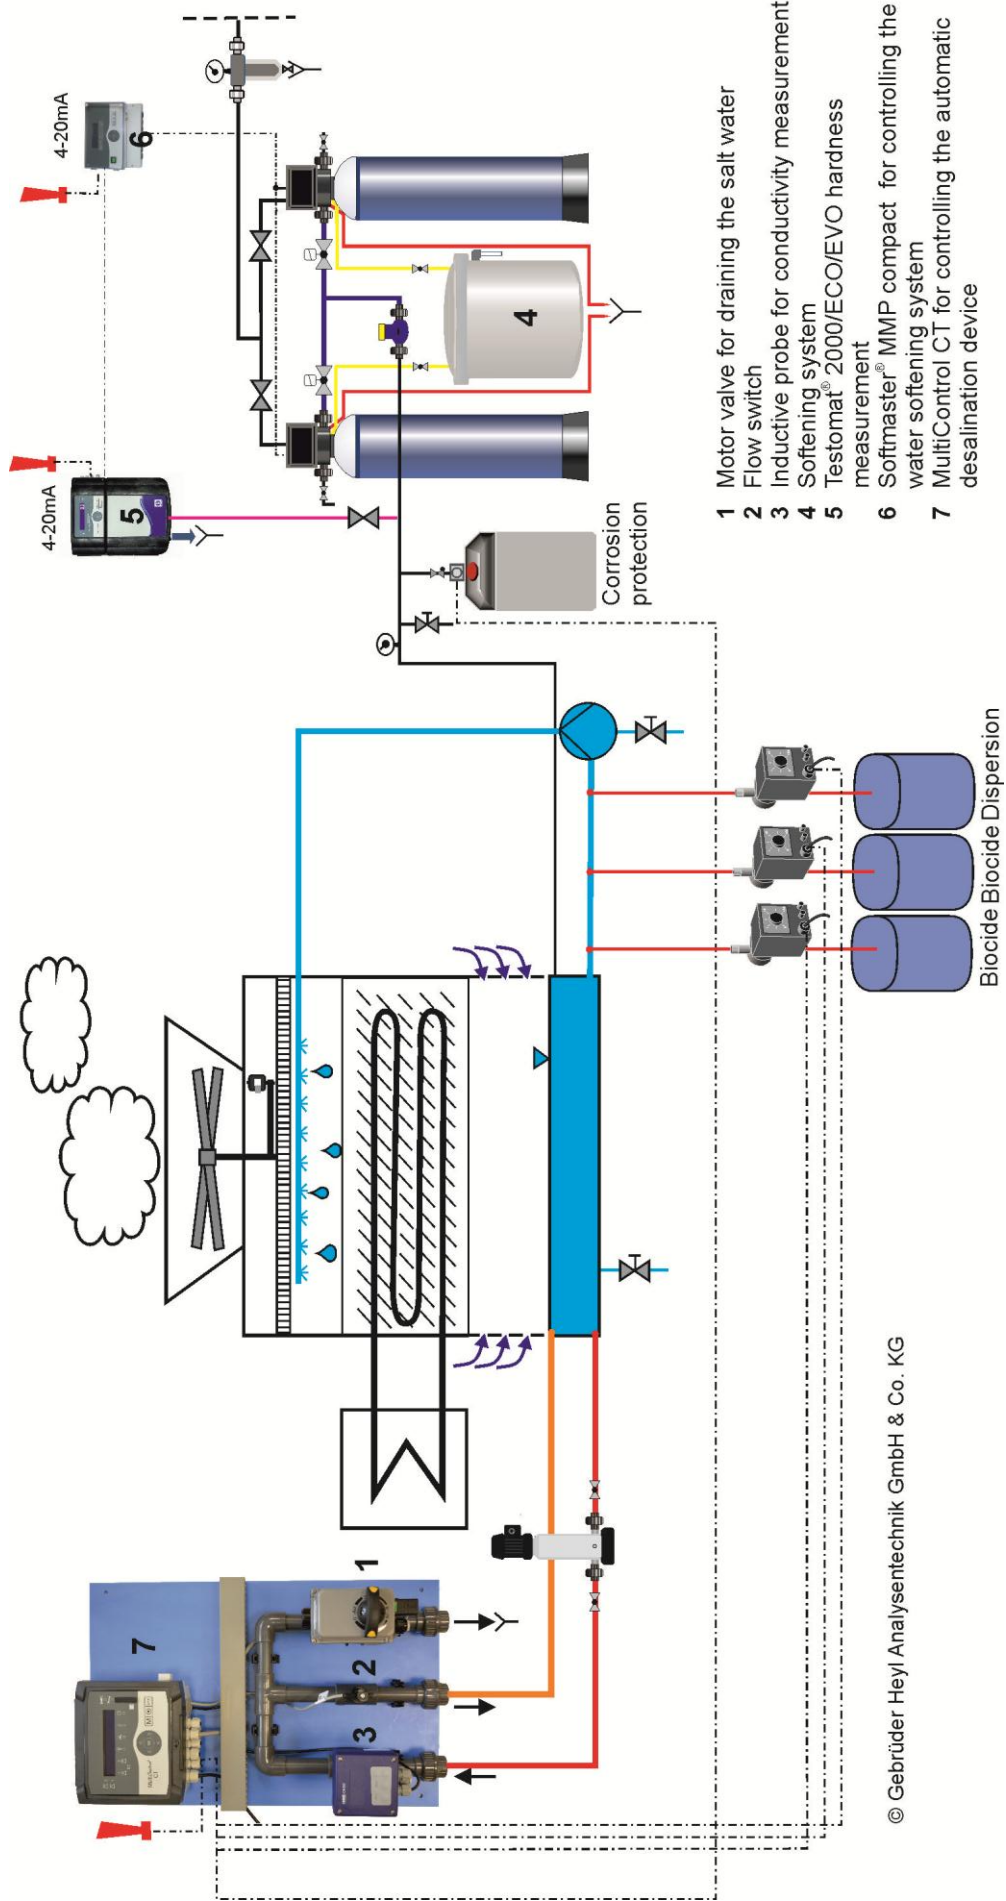 7
1
2
3
4-20mA
5
4-20mA
6
4
Corrosion
protection
Biocide Biocide Dispersion
1 Motor valve for draining the salt water
2 Flow switch
3 Inductive probe for conductivity measurement
4 Softening system
5 Testomat® 2000/ECO/EVO hardness
measurement
6 Softmaster® MMP compact for controlling the
water softening system
7 MultiControl CT for controlling the automatic
desalination device
© Gebrüder Heyl Analysentechnik GmbH & Co. KG